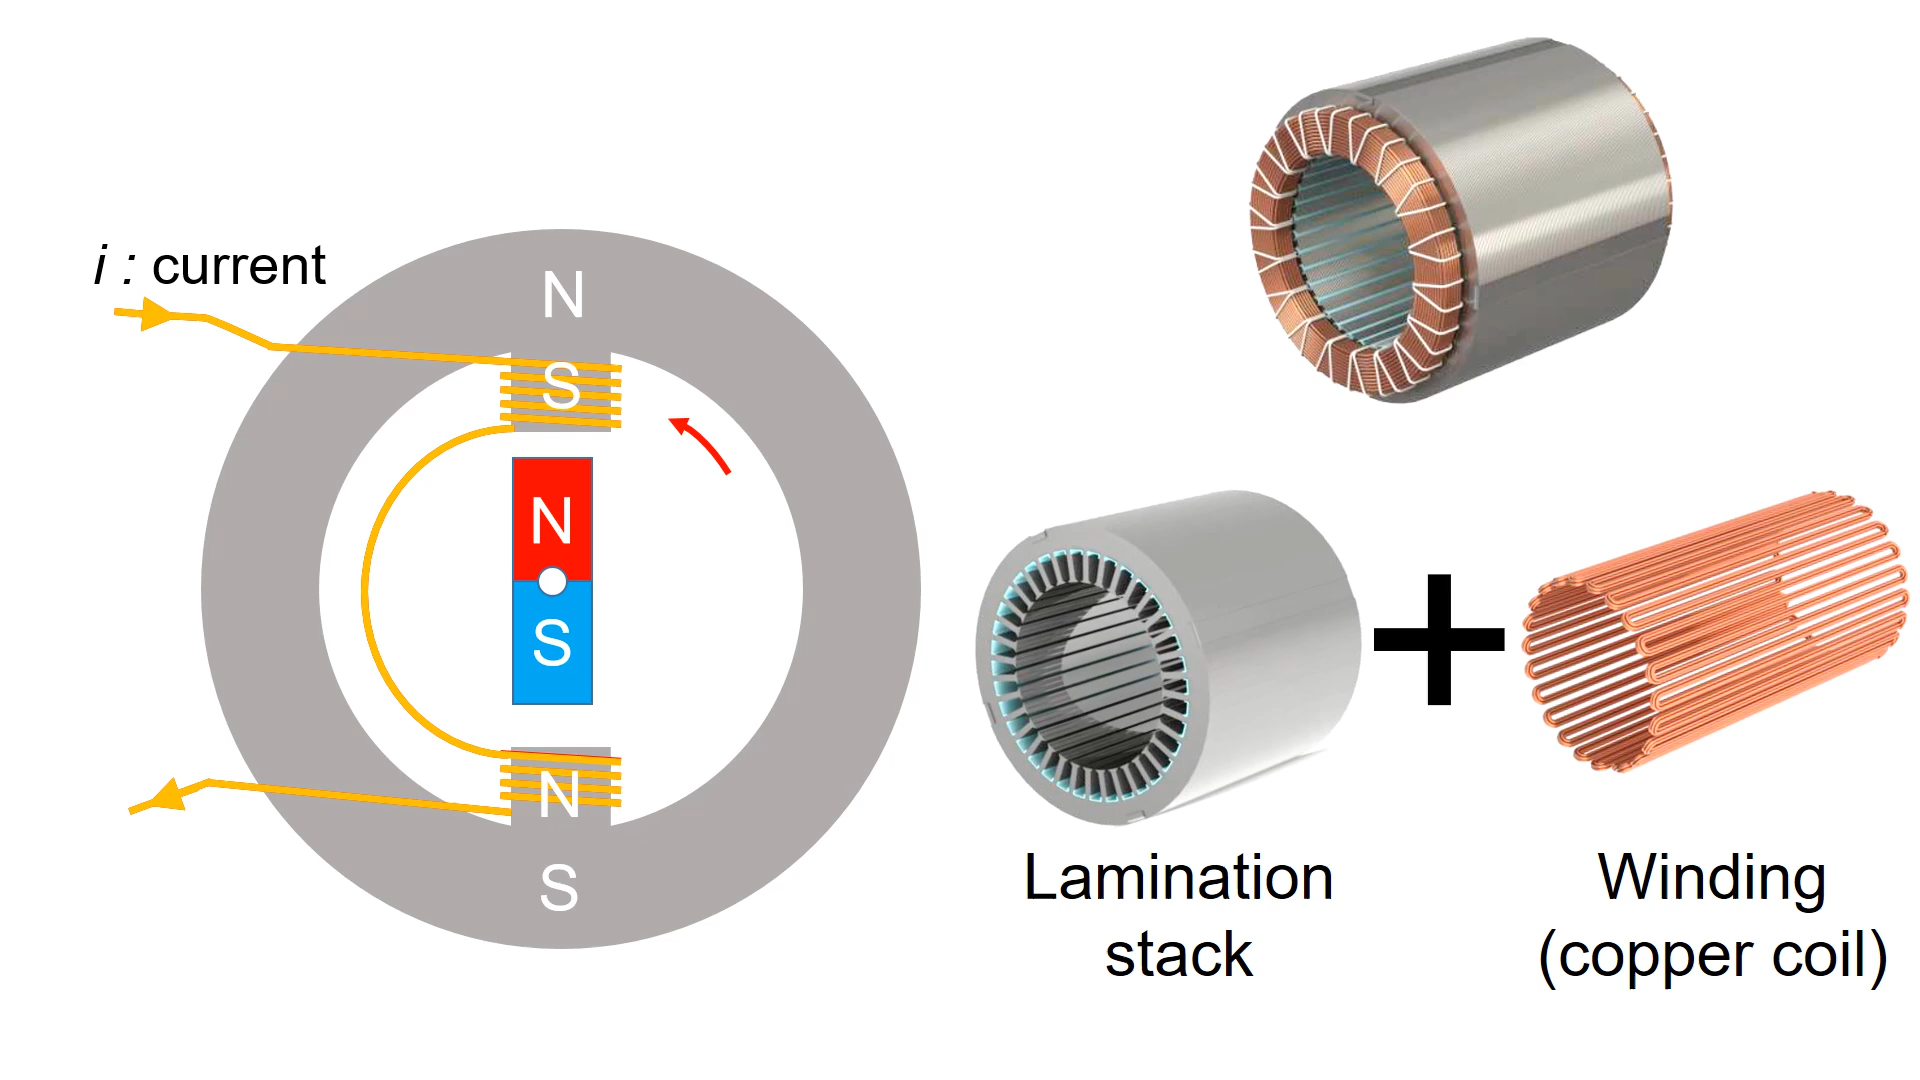 i : current
N
S
N
S
N
S
Lamination
stack
Winding
(copper coil)